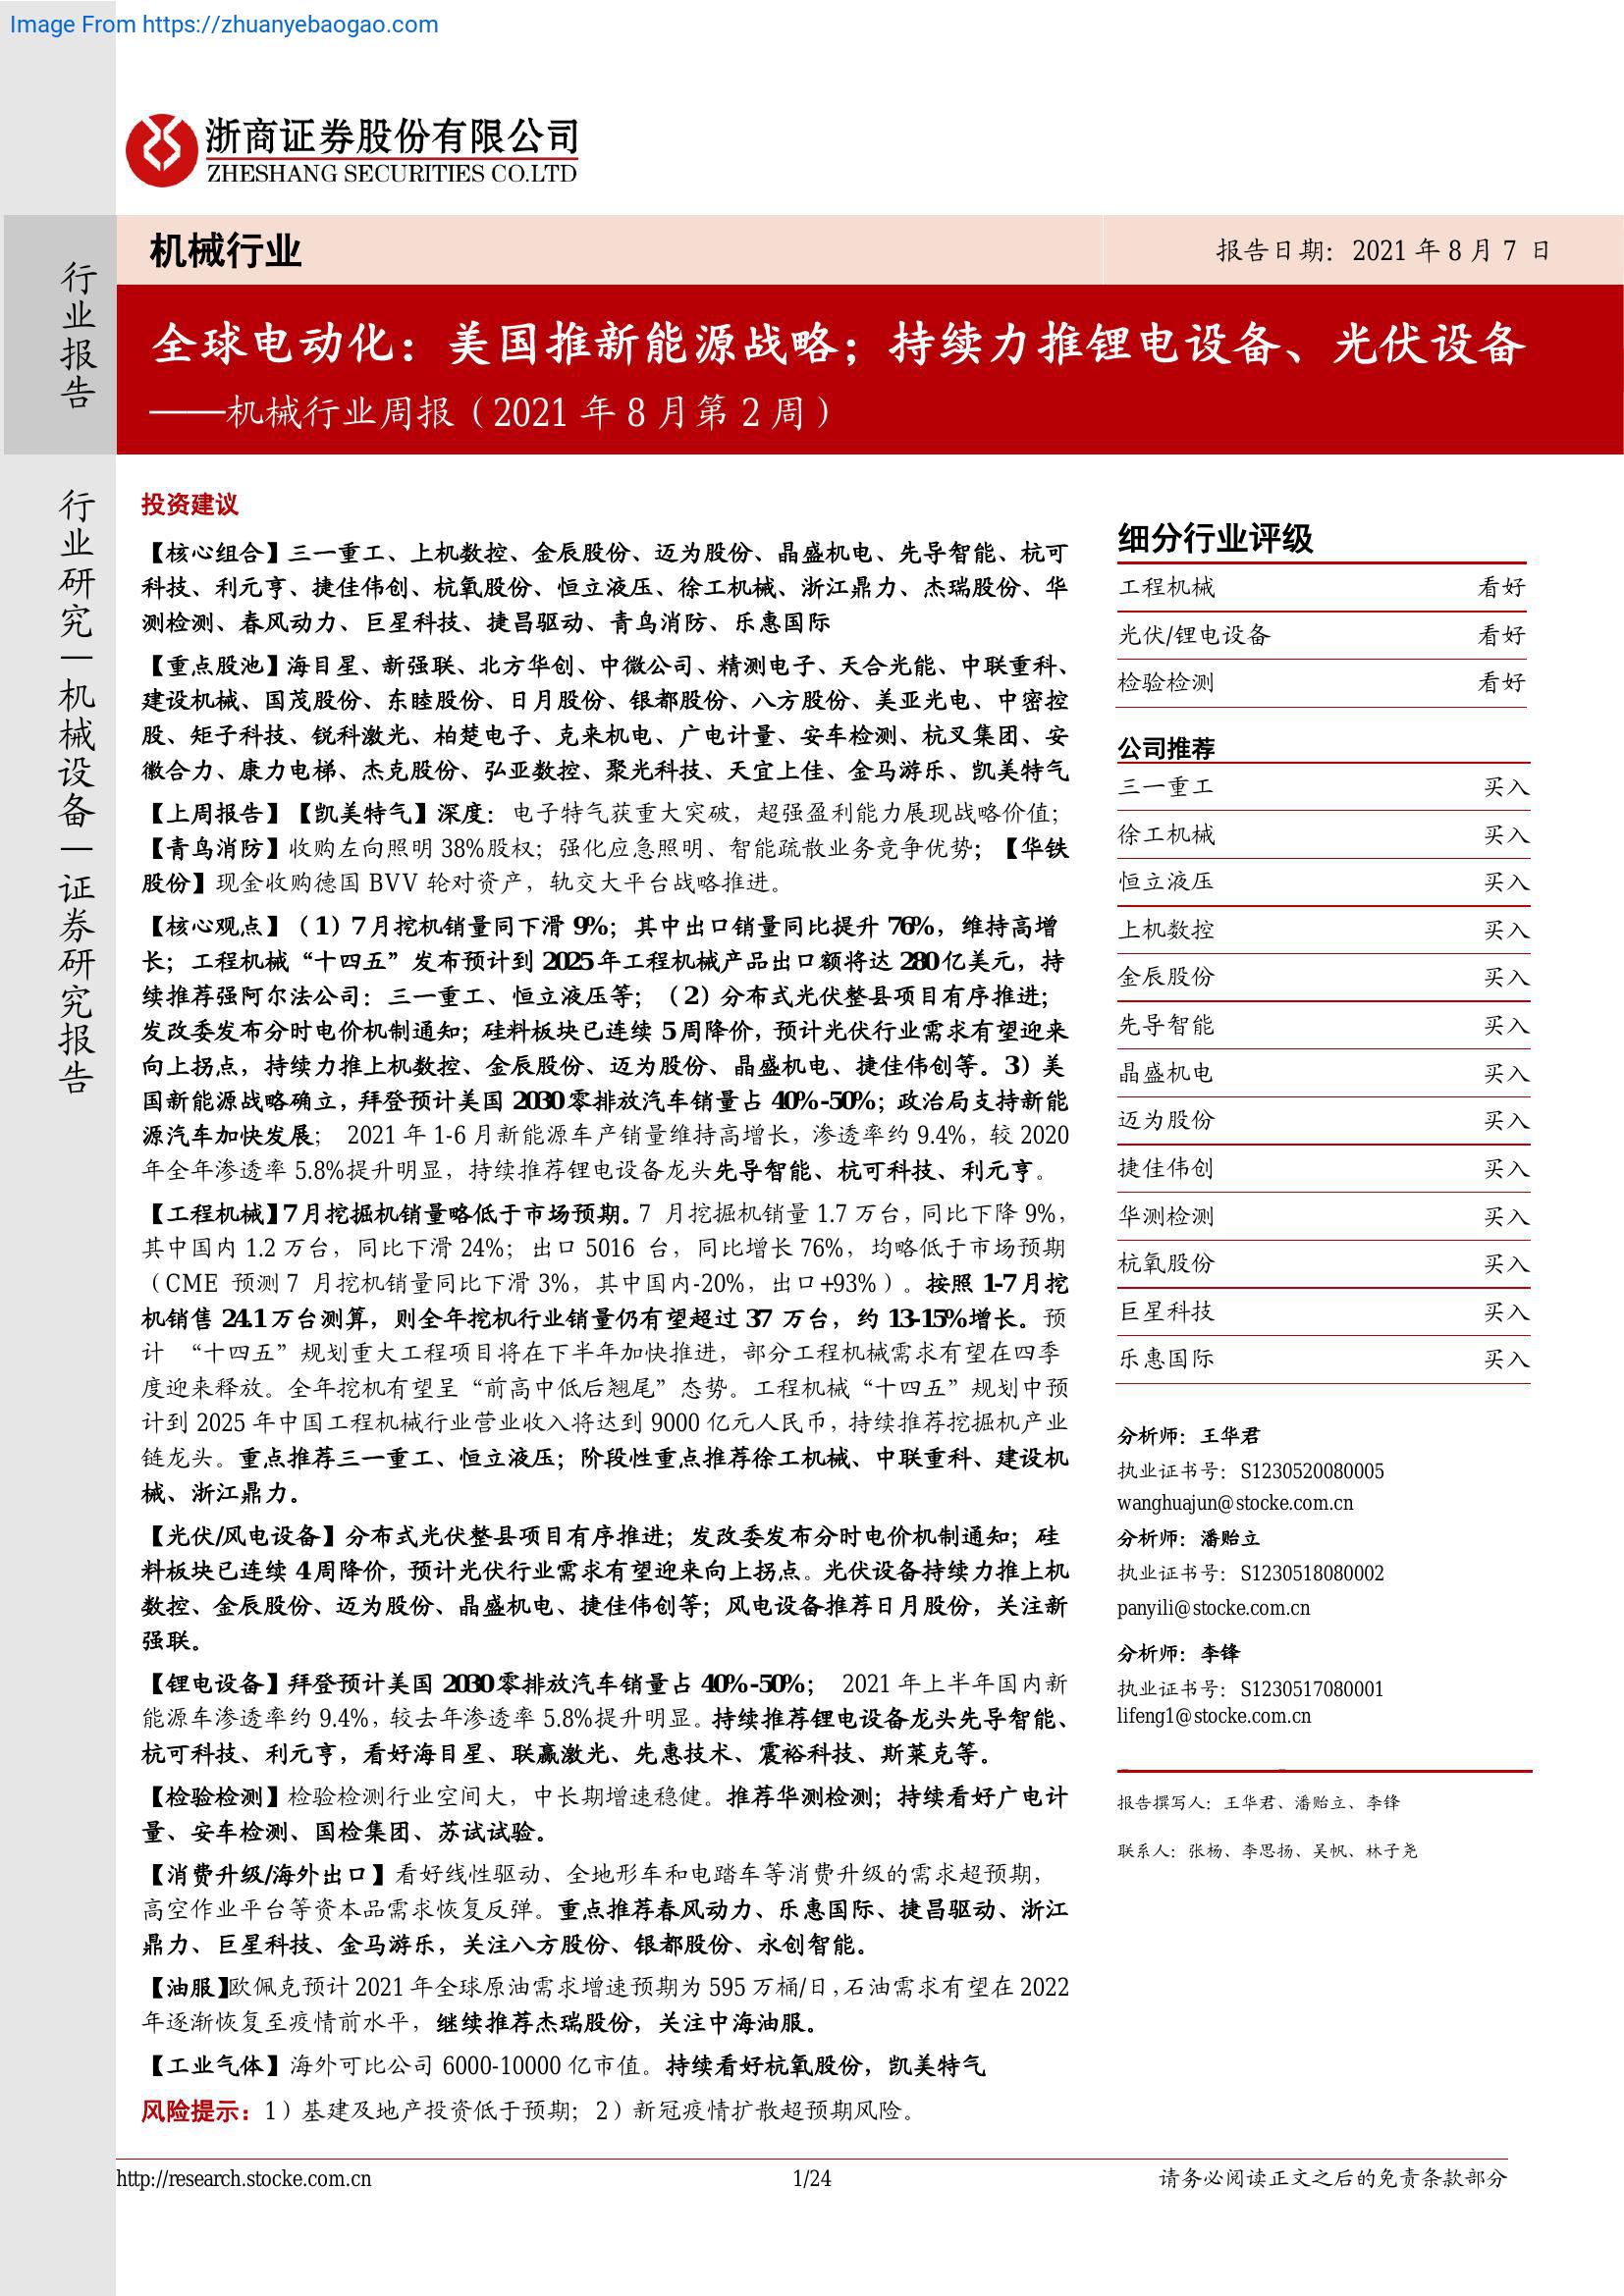 Image From https://zhuanyebaogao.com
浙商证券股份有限公司
ZHESHANG SECURITIES CO.LTD
行业报告
行业研究—机械设备—证券研究报告
机械行业
报告日期：2021 年 8 月 7 日
全球电动化：美国推新能源战略；持续力推锂电设备、光伏设备
——机械行业周报（2021 年 8 月第 2 周）
投资建议
【核心组合】三一重工、上机数控、金辰股份、迈为股份、晶盛机电、先导智能、杭可
科技、利元亨、捷佳伟创、杭氧股份、恒立液压、徐工机械、浙江鼎力、杰瑞股份、华
测检测、春风动力、巨星科技、捷昌驱动、青鸟消防、乐惠国际
【重点股池】海目星、新强联、北方华创、中微公司、精测电子、天合光能、中联重科、
建设机械、国茂股份、东睦股份、日月股份、银都股份、八方股份、美亚光电、中密控
股、矩子科技、锐科激光、柏楚电子、克来机电、广电计量、安车检测、杭叉集团、安
徽合力、康力电梯、杰克股份、弘亚数控、聚光科技、天宜上佳、金马游乐、凯美特气
【上周报告】【凯美特气】深度：电子特气获重大突破，超强盈利能力展现战略价值；
【青鸟消防】收购左向照明 38%股权；强化应急照明、智能疏散业务竞争优势；【华铁
股份】现金收购德国 BVV 轮对资产，轨交大平台战略推进。
【核心观点】（1）7 月挖机销量同下滑 9%；其中出口销量同比提升 76%，维持高增
长；工程机械“十四五”发布预计到 2025 年工程机械产品出口额将达 280 亿美元，持
续推荐强阿尔法公司：三一重工、恒立液压等；（2）分布式光伏整县项目有序推进；
发改委发布分时电价机制通知；硅料板块已连续 5 周降价，预计光伏行业需求有望迎来
向上拐点，持续力推上机数控、金辰股份、迈为股份、晶盛机电、捷佳伟创等。3）美
国新能源战略确立，拜登预计美国 2030 零排放汽车销量占 40%-50%；政治局支持新能
源汽车加快发展； 2021 年 1-6 月新能源车产销量维持高增长，渗透率约 9.4%，较 2020
年全年渗透率 5.8%提升明显，持续推荐锂电设备龙头先导智能、杭可科技、利元亨。
【工程机械】7 月挖掘机销量略低于市场预期。7 月挖掘机销量 1.7 万台，同比下降 9%，
其中国内 1.2 万台，同比下滑 24%；出口 5016 台，同比增长 76%，均略低于市场预期
（CME 预测 7 月挖机销量同比下滑 3%，其中国内-20%，出口+93%）。按照 1-7 月挖
机销售 24.1 万台测算，则全年挖机行业销量仍有望超过 37 万台，约 13-15%增长。预
计 “十四五”规划重大工程项目将在下半年加快推进，部分工程机械需求有望在四季
度迎来释放。全年挖机有望呈“前高中低后翘尾”态势。工程机械“十四五”规划中预
计到 2025 年中国工程机械行业营业收入将达到 9000 亿元人民币，持续推荐挖掘机产业
链龙头。重点推荐三一重工、恒立液压；阶段性重点推荐徐工机械、中联重科、建设机
械、浙江鼎力。
【光伏/风电设备】分布式光伏整县项目有序推进；发改委发布分时电价机制通知；硅
料板块已连续 4 周降价，预计光伏行业需求有望迎来向上拐点。光伏设备持续力推上机
数控、金辰股份、迈为股份、晶盛机电、捷佳伟创等；风电设备推荐日月股份，关注新
强联。
【锂电设备】拜登预计美国 2030 零排放汽车销量占 40%-50%； 2021 年上半年国内新
能源车渗透率约 9.4%，较去年渗透率 5.8%提升明显。持续推荐锂电设备龙头先导智能、
杭可科技、利元亨，看好海目星、联赢激光、先惠技术、震裕科技、斯莱克等。
【检验检测】检验检测行业空间大，中长期增速稳健。推荐华测检测；持续看好广电计
量、安车检测、国检集团、苏试试验。
【消费升级/海外出口】看好线性驱动、全地形车和电踏车等消费升级的需求超预期，
高空作业平台等资本品需求恢复反弹。重点推荐春风动力、乐惠国际、捷昌驱动、浙江
鼎力、巨星科技、金马游乐，关注八方股份、银都股份、永创智能。
【油服】欧佩克预计 2021 年全球原油需求增速预期为 595 万桶/日，石油需求有望在 2022
年逐渐恢复至疫情前水平，继续推荐杰瑞股份，关注中海油服。
【工业气体】海外可比公司 6000-10000 亿市值。持续看好杭氧股份，凯美特气
风险提示：1）基建及地产投资低于预期；2）新冠疫情扩散超预期风险。
细分行业评级
工程机械 看好
光伏/锂电设备 看好
检验检测 看好
公司推荐
三一重工 买入
徐工机械 买入
恒立液压 买入
上机数控 买入
金辰股份 买入
先导智能 买入
晶盛机电 买入
迈为股份 买入
捷佳伟创 买入
华测检测 买入
杭氧股份 买入
巨星科技 买入
乐惠国际 买入
分析师：王华君
执业证书号：S1230520080005
wanghuajun@stocke.com.cn
分析师：潘贻立
执业证书号：S1230518080002
panyili@stocke.com.cn
分析师：李锋
执业证书号：S1230517080001
lifeng1@stocke.com.cn
报告撰写人：王华君、潘贻立、李锋
联系人：张杨、李思扬、吴帆、林子尧
http://research.stocke.com.cn
1/24
请务必阅读正文之后的免责条款部分